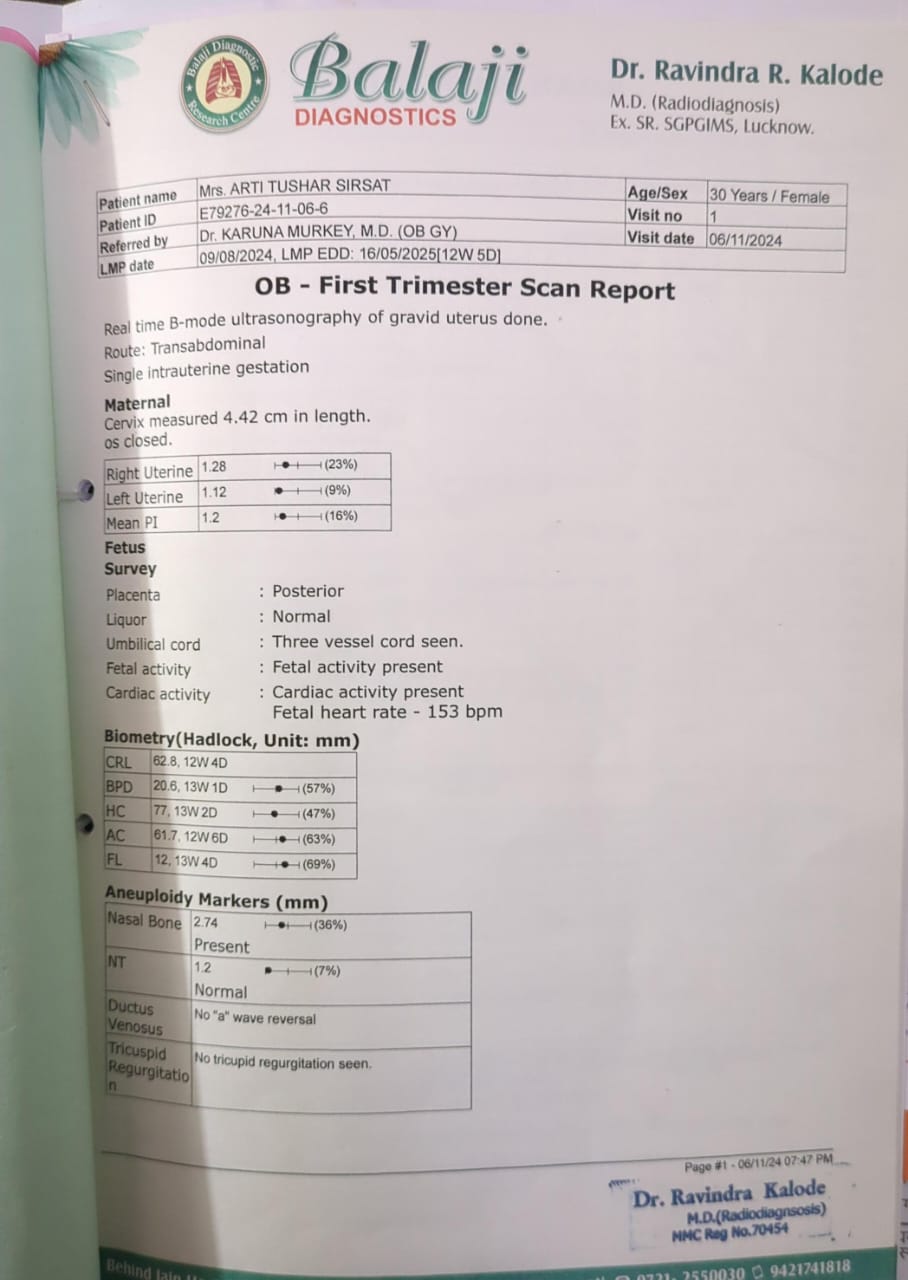 Balaji Diagnostic
Research Centre
Balaji
DIAGNOSTICS
Dr. Ravindra R. Kalode
M.D. (Radiodiagnosis)
Ex. SR. SGPGIMS, Lucknow.
Patient name Mrs. ARTI TUSHAR SIRSAT Age/Sex 30 Years / Female
Patient ID E79276-24-11-06-6 Visit no 1
Referred by Dr. KARUNA MURKEY, M.D. (OB GY) Visit date 06/11/2024
LMP date 09/08/2024, LMP EDD: 16/05/2025[12W 5D]
OB - First Trimester Scan Report
Real time B-mode ultrasonography of gravid uterus done.
Route: Transabdominal
Single intrauterine gestation
Maternal
Cervix measured 4.42 cm in length.
os closed.
Right Uterine 1.28 (23%)
Left Uterine 1.12 (9%)
Mean PI 1.2 (16%)
Fetus
Survey
Placenta : Posterior
Liquor : Normal
Umbilical cord : Three vessel cord seen.
Fetal activity : Fetal activity present
Cardiac activity : Cardiac activity present
Fetal heart rate - 153 bpm
Biometry(Hadlock, Unit: mm)
CRL 62.8, 12W 4D
BPD 20.6, 13W 1D (57%)
HC 77, 13W 2D (47%)
AC 61.7, 12W 6D (63%)
FL 12, 13W 4D (69%)
Aneuploidy Markers (mm)
Nasal Bone 2.74 (36%)
Present
NT 1.2 (7%)
Normal
Ductus
Venosus No "a" wave reversal
Tricuspid
Regurgitatio
n No tricupid regurgitation seen.
Page #1 - 06/11/24 07:47 PM
Dr. Ravindra Kalode
M.D.(Radiodiagnsosis)
MMC Reg No.70454
Behind Jain
0721- 2550030 9421741818